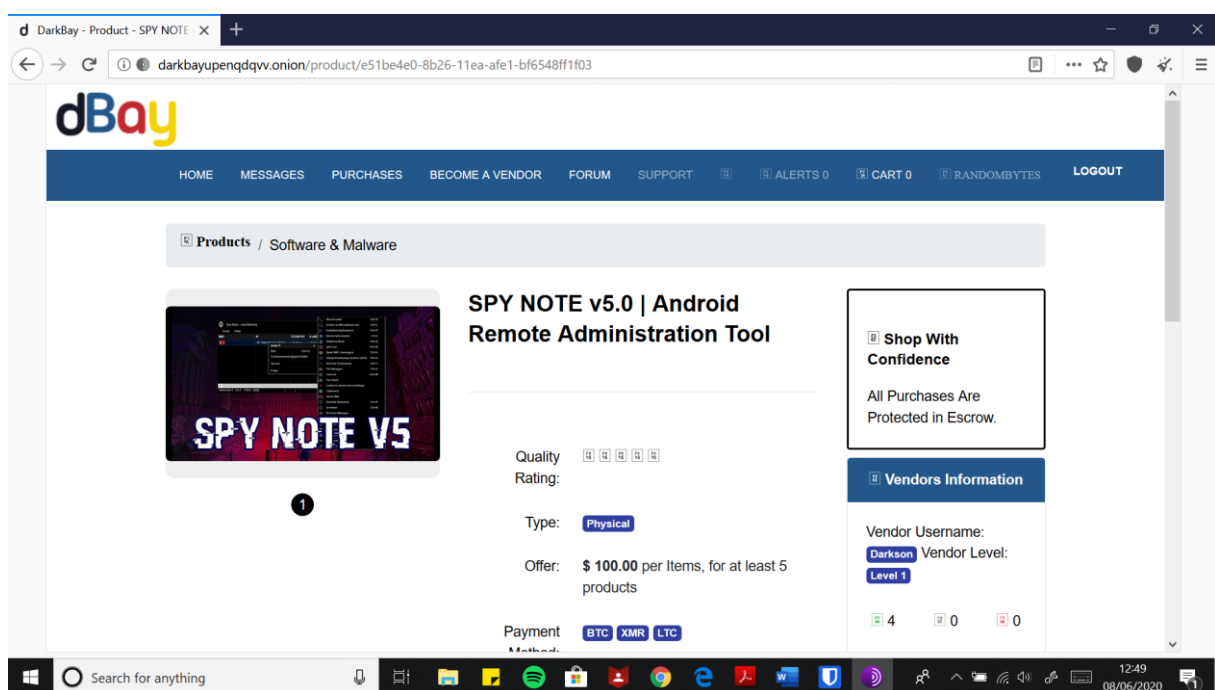 DarkBay - Product - SPY NOTE
darkbayupenqdqvv.onion/product/e51be4e0-8b26-11ea-afe1-bf6548ff1f03
dBay
HOME MESSAGES PURCHASES BECOME A VENDOR FORUM SUPPORT ALERTS 0 CART 0 RANDOMBYTES LOGOUT
Products / Software & Malware
SPY NOTE V5
1
SPY NOTE v5.0 | Android
Remote Administration Tool
Quality
Rating:
Type: Physical
Offer: $ 100.00 per Items, for at least 5
products
Payment BTC XMR LTC
Method:
Shop With
Confidence
All Purchases Are
Protected in Escrow.
Vendors Information
Vendor Username:
Darkson Vendor Level:
Level 1
4 0 0
Search for anything
12:49
08/06/2020
1